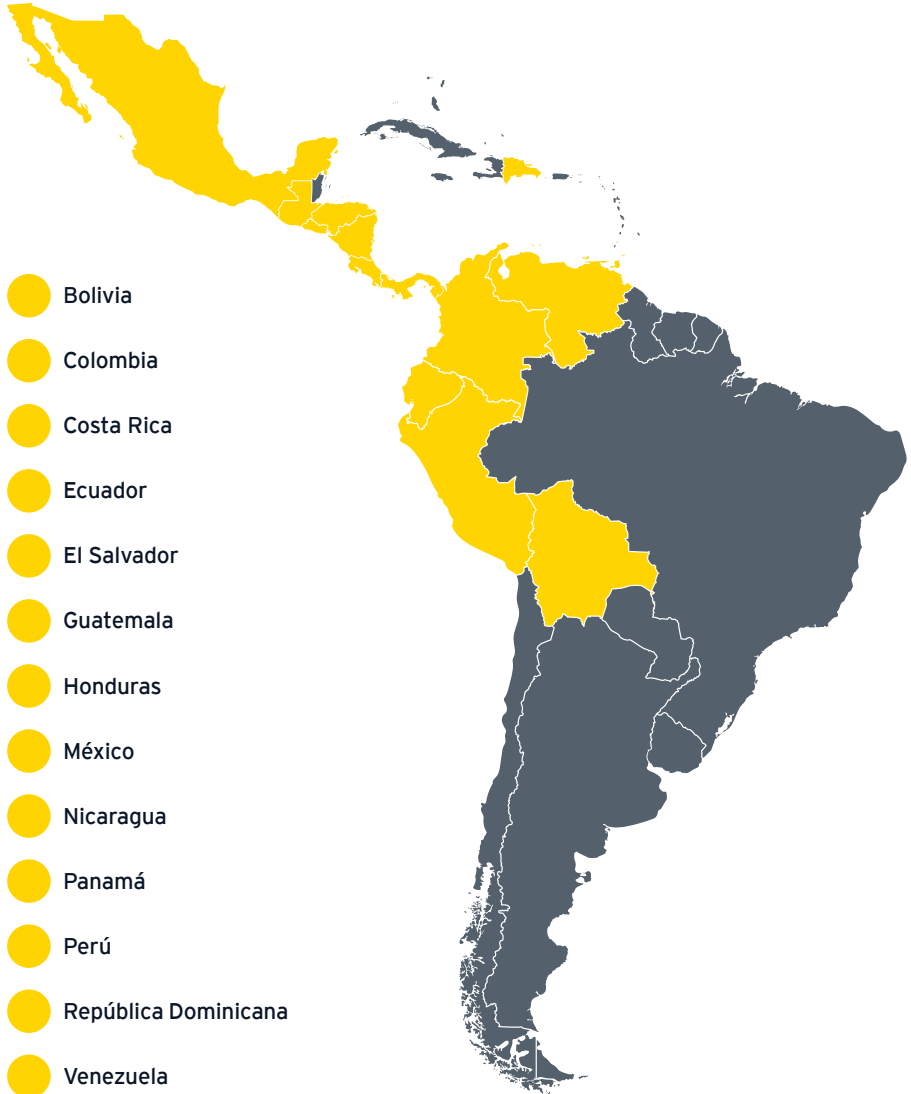 Bolivia
Colombia
Costa Rica
Ecuador
El Salvador
Guatemala
Honduras
México
Nicaragua
Panamá
Perú
República Dominicana
Venezuela